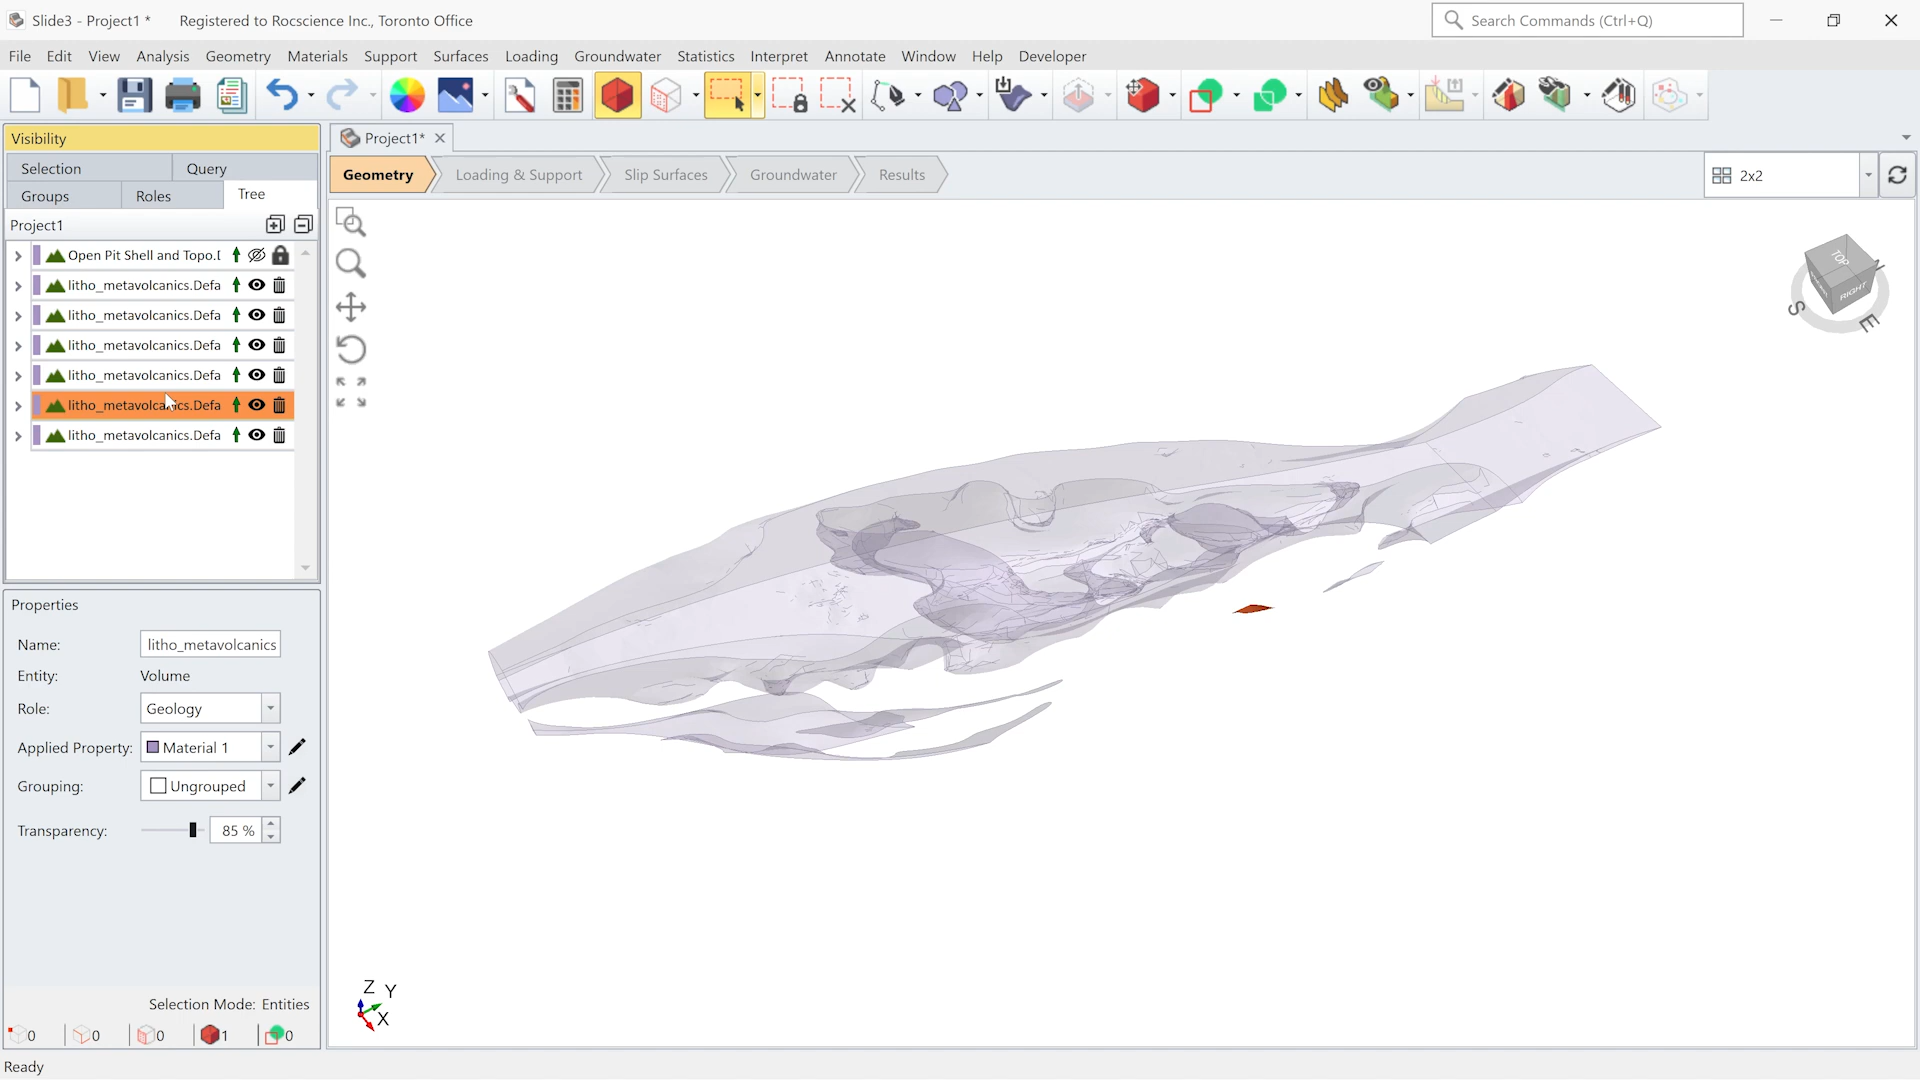 Slide3 - Project1 * Registered to Rocscience Inc., Toronto Office Search Commands (Ctrl+Q)
File Edit View Analysis Geometry Materials Support Surfaces Loading Groundwater Statistics Interpret Annotate Window Help Developer
Visibility
Project1*
Selection Query
Geometry Loading & Support Slip Surfaces Groundwater Results 2x2
Groups Roles Tree
Project1
Open Pit Shell and Topo.
litho_metavolcanics.Defa
litho_metavolcanics.Defa
litho_metavolcanics.Defa
litho_metavolcanics.Defa
litho_metavolcanics.Defa
litho_metavolcanics.Defa
TOP
RIGHT
N
S
E
Properties
Name: litho_metavolcanics
Entity: Volume
Role: Geology
Applied Property: Material 1
Grouping: Ungrouped
Transparency: 85 %
Z Y
X
Selection Mode: Entities
0 0 0 1 0
Ready